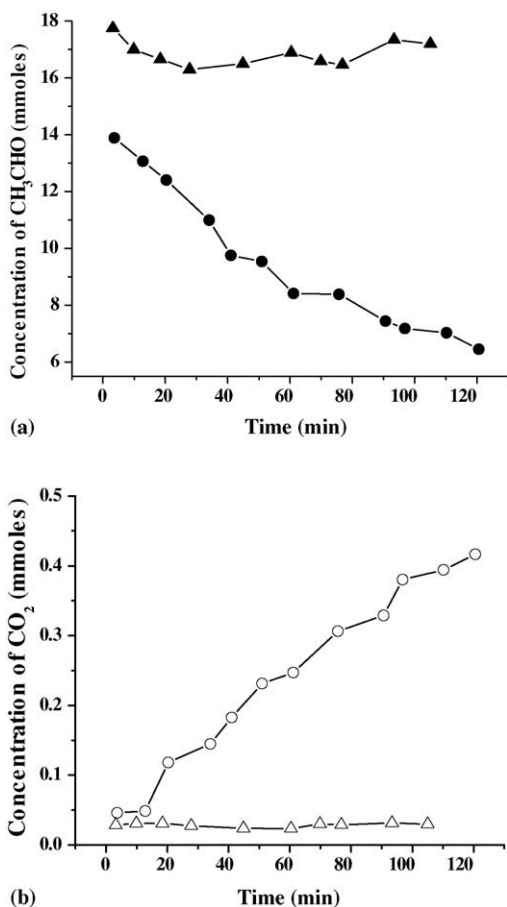 18
16
14
12
10
8
6
Concentration of CH₃CHO (mmoles)
0 20 40 60 80 100 120
(a) Time (min)
0.5
0.4
0.3
0.2
0.1
0.0
Concentration of CO₂ (mmoles)
0 20 40 60 80 100 120
(b) Time (min)